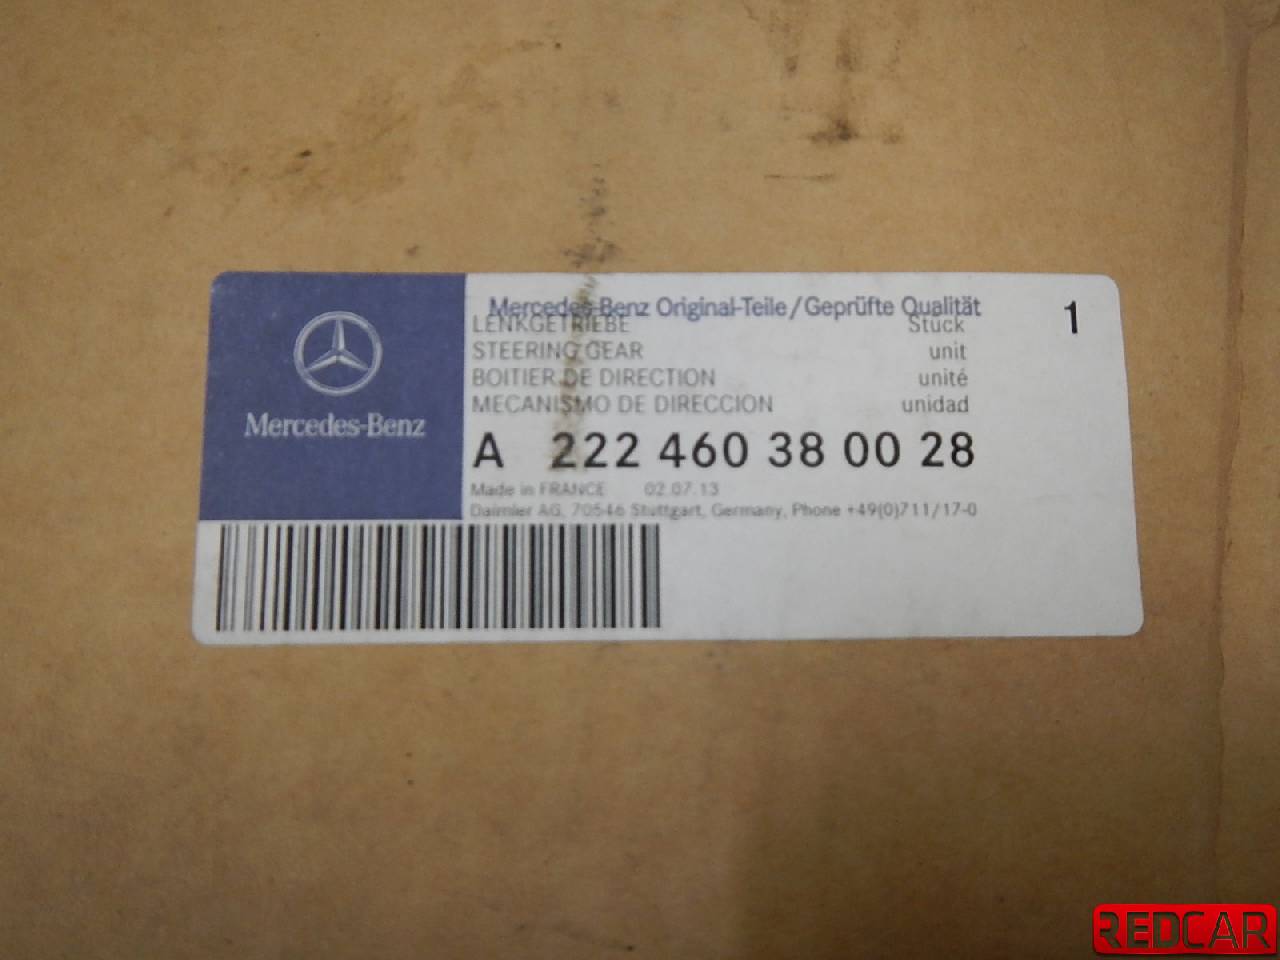 Mercedes-Benz Original-Teile/Geprüfte Qualität
LENKGETRIEBE Stück 1
STEERING GEAR unit
BOITIER DE DIRECTION unité
MECANISMO DE DIRECCION unidad
Mercedes-Benz
A 222 460 38 00 28
Made in FRANCE 02.07.13
Daimler AG, 70546 Stuttgart, Germany, Phone +49(0)711/17-0
REDCAR